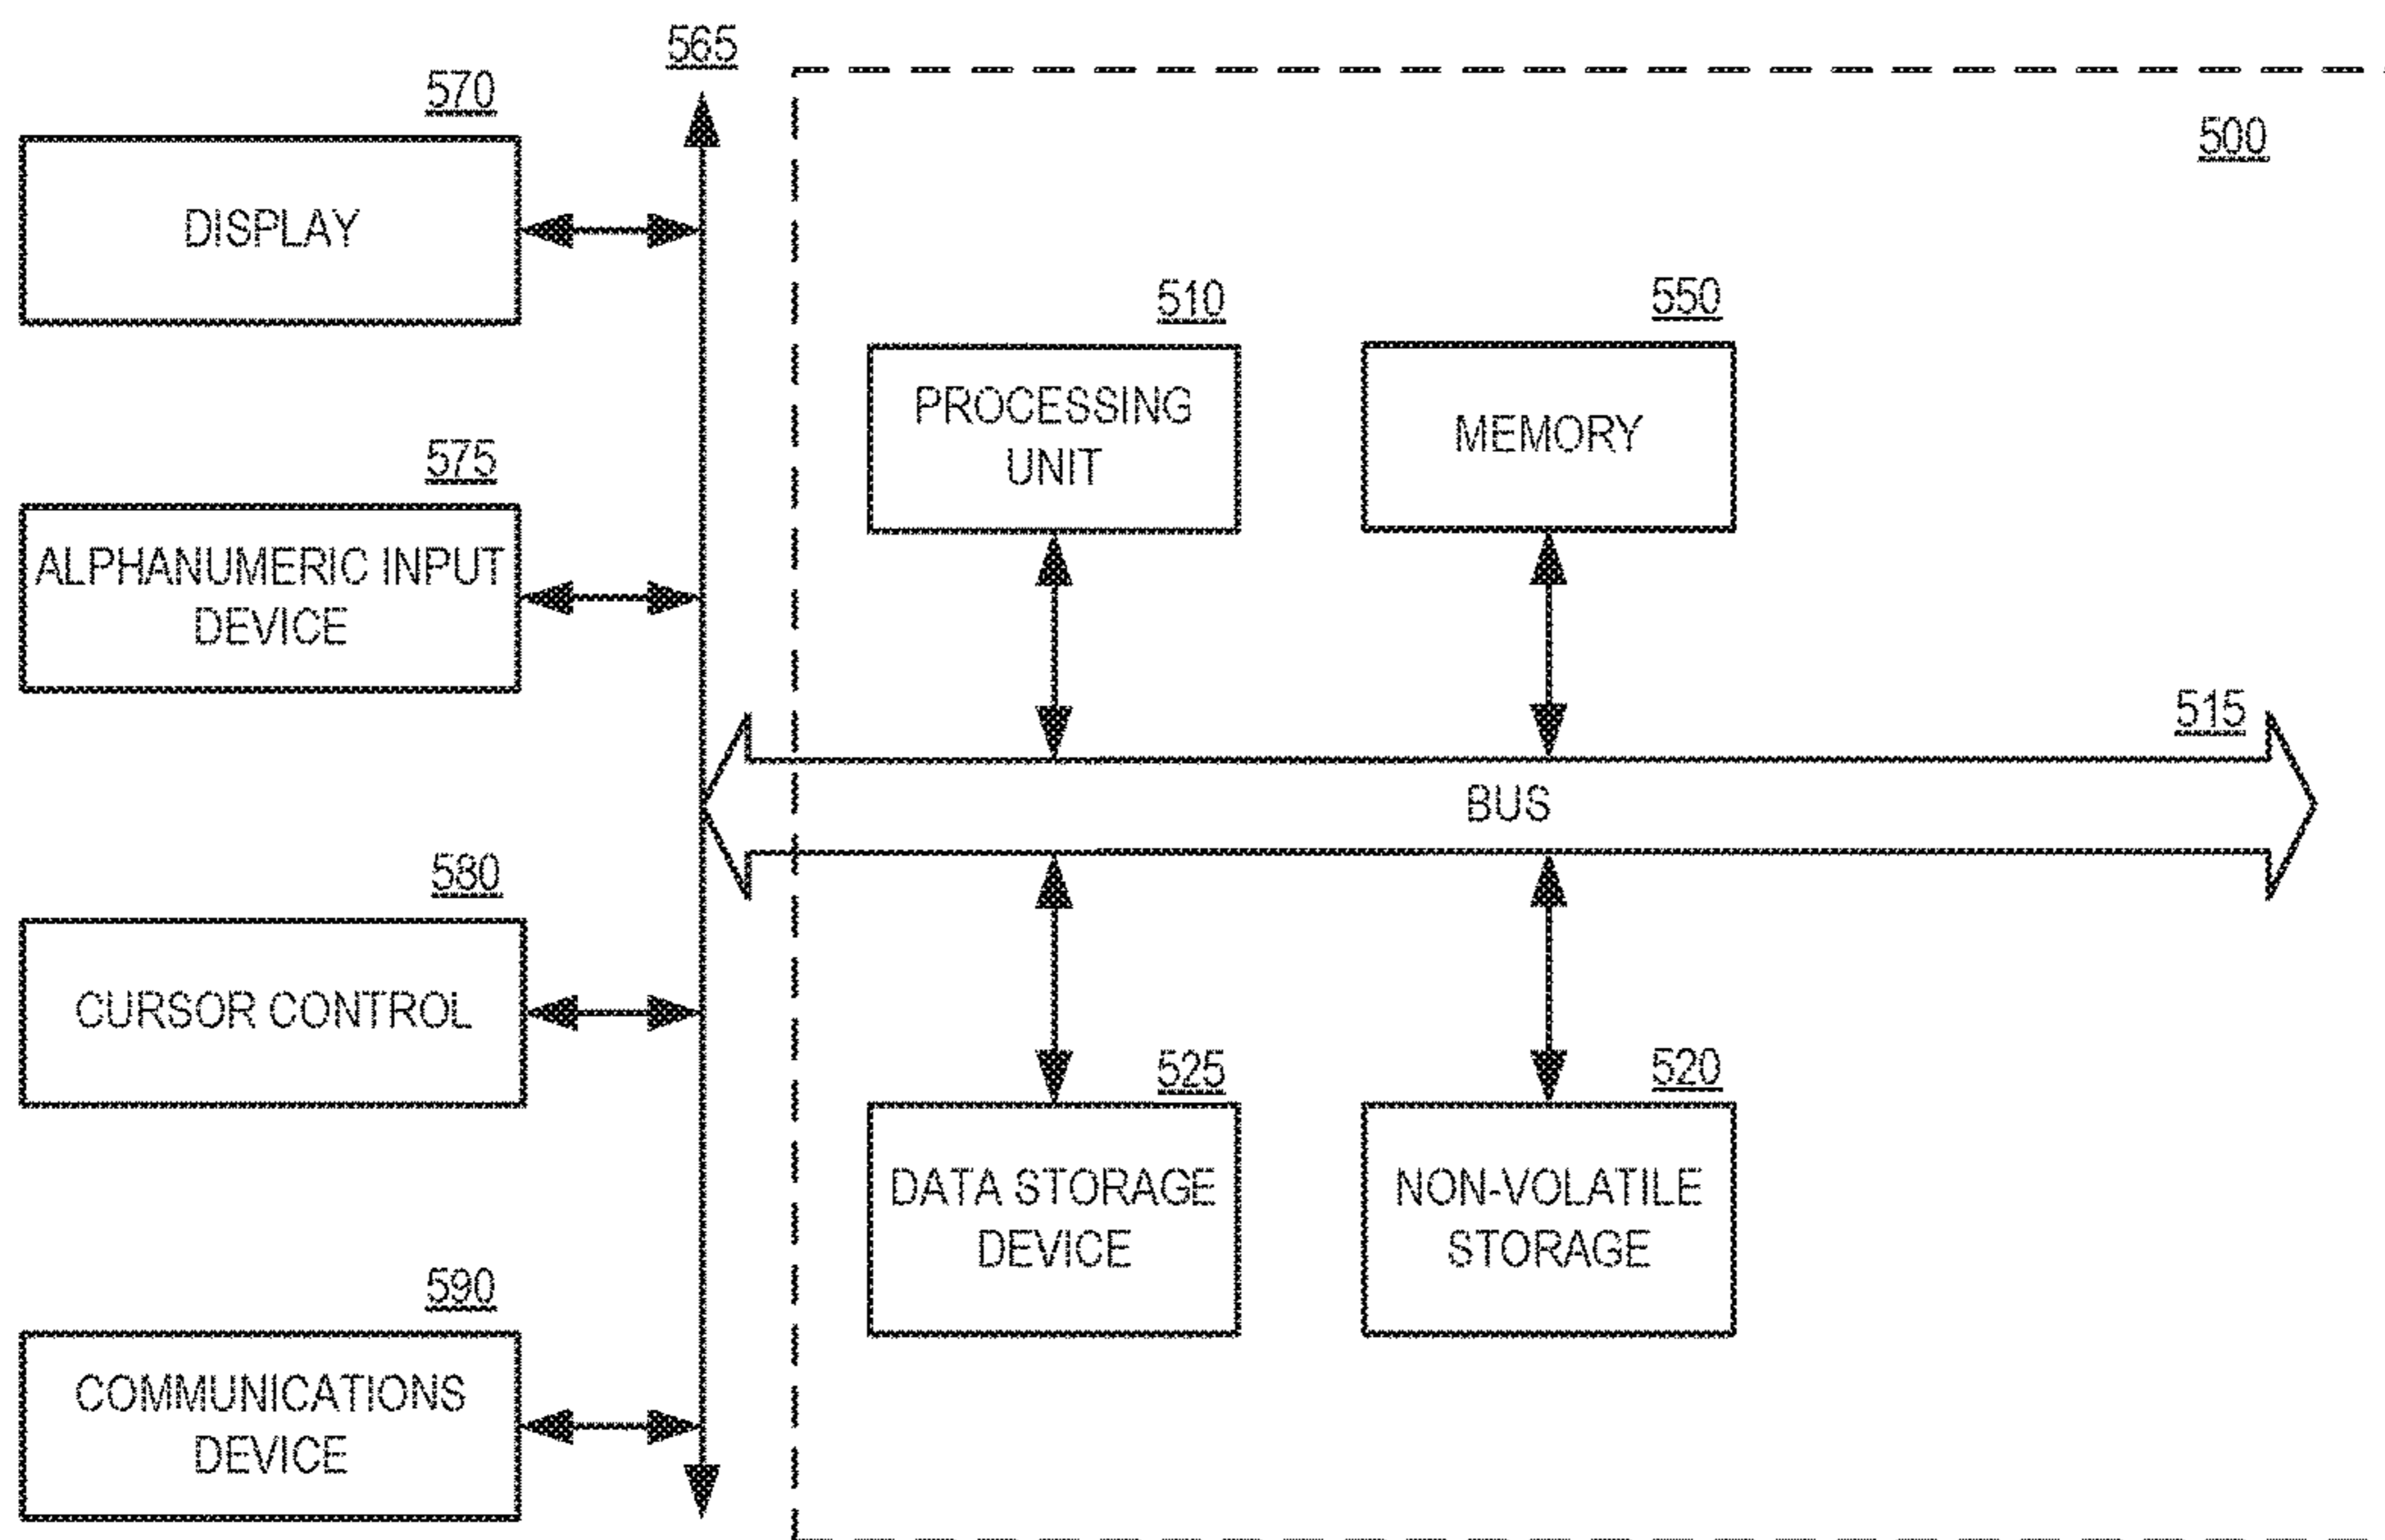 565
570
500
DISPLAY
510
550
PROCESSING
UNIT
MEMORY
575
ALPHANUMERIC INPUT
DEVICE
515
BUS
580
CURSOR CONTROL
525
520
DATA STORAGE
DEVICE
NON-VOLATILE
STORAGE
590
COMMUNICATIONS
DEVICE